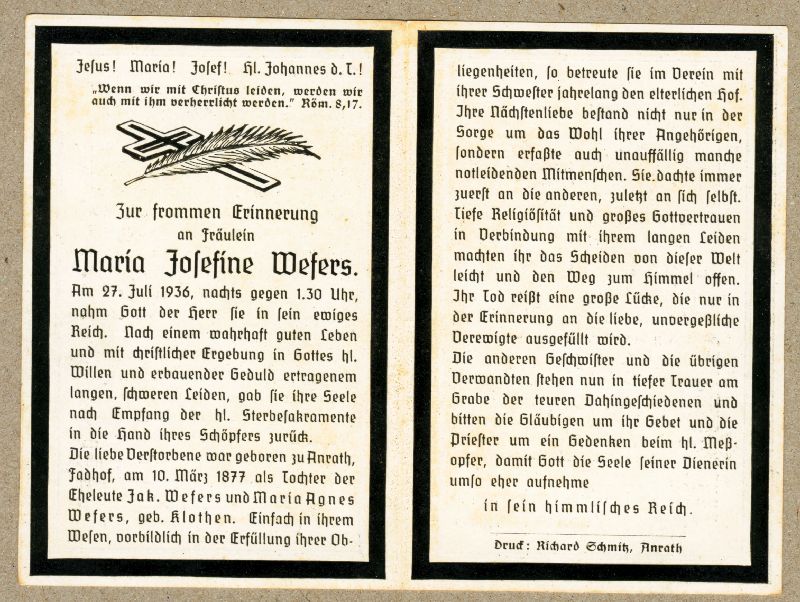 Jesus! Maria! Josef! Hl. Johannes d. T.!
„Wenn wir mit Christus leiden, werden wir
auch mit ihm verherrlicht werden.“ Röm. 8,17.
Zur frommen Erinnerung
an Fräulein
Maria Josefine Wefers.
Am 27. Juli 1936, nachts gegen 1.30 Uhr,
nahm Gott der Herr sie in sein ewiges
Reich. Nach einem wahrhaft guten Leben
und mit christlicher Ergebung in Gottes hl.
Willen und erbauender Geduld ertragenem
langen, schweren Leiden, gab sie ihre Seele
nach Empfang der hl. Sterbesakramente
in die Hand ihres Schöpfers zurück.
Die liebe Verstorbene war geboren zu Anrath,
Fadhof, am 10. März 1877 als Tochter der
Eheleute Jak. Wefers und Maria Agnes
Wefers, geb. Klothen. Einfach in ihrem
Wesen, vorbildlich in der Erfüllung ihrer Ob-
liegenheiten, so betreute sie im Verein mit
ihrer Schwester jahrelang den elterlichen Hof.
Ihre Nächstenliebe bestand nicht nur in der
Sorge um das Wohl ihrer Angehörigen,
sondern erfaßte auch unauffällig manche
notleidenden Mitmenschen. Sie dachte immer
zuerst an die anderen, zuletzt an sich selbst.
Tiefe Religiösität und großes Gottvertrauen
in Verbindung mit ihrem langen Leiden
machten ihr das Scheiden von dieser Welt
leicht und den Weg zum Himmel offen.
Ihr Tod reißt eine große Lücke, die nur in
der Erinnerung an die liebe, unvergeßliche
Verewigte ausgefüllt wird.
Die anderen Geschwister und die übrigen
Verwandten stehen nun in tiefer Trauer am
Grabe der teuren Dahingeschiedenen und
bitten die Gläubigen um ihr Gebet und die
Priester um ein Gedenken beim hl. Meß-
opfer, damit Gott die Seele seiner Dienerin
umso eher aufnehme
in sein himmlisches Reich.
Druck: Richard Schmitz, Anrath